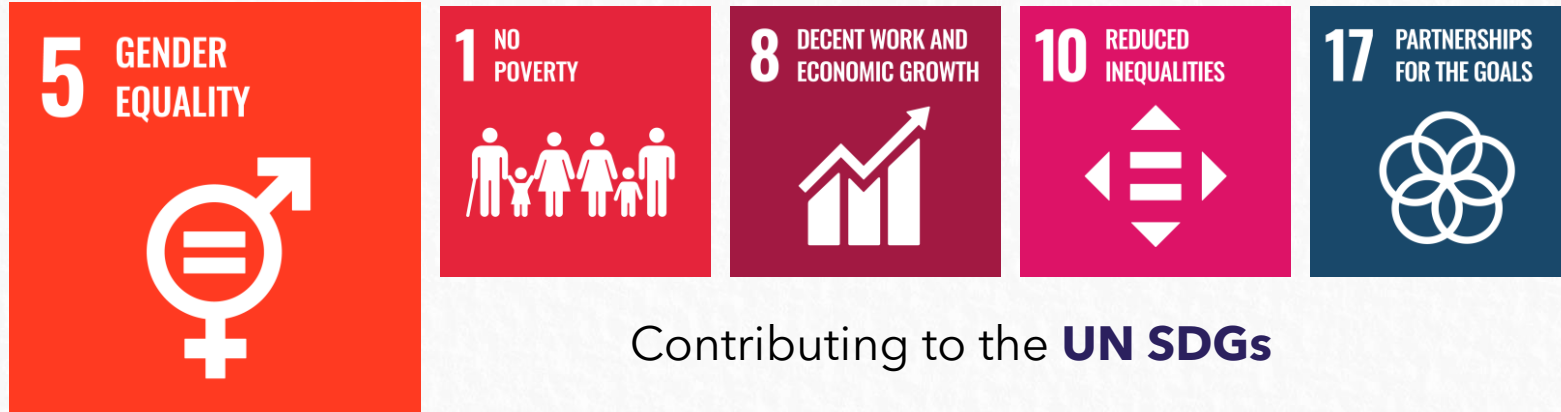 5 GENDER
EQUALITY
1 NO
POVERTY
8 DECENT WORK AND
ECONOMIC GROWTH
10 REDUCED
INEQUALITIES
17 PARTNERSHIPS
FOR THE GOALS
Contributing to the UN SDGs